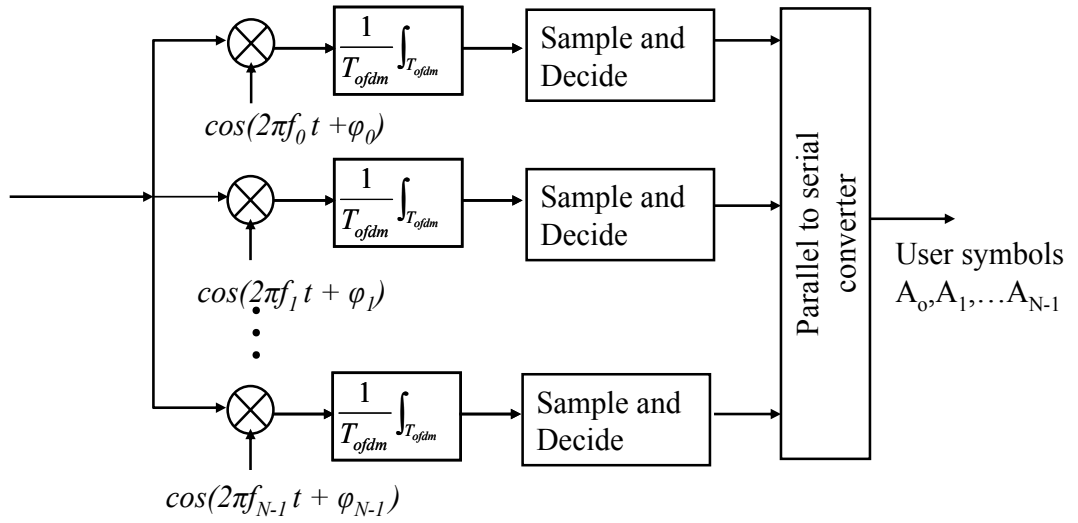 1
T_ofdm ∫_T_ofdm
Sample and
Decide
cos(2πf_0 t +φ_0)
1
T_ofdm ∫_T_ofdm
Sample and
Decide
cos(2πf_1 t + φ_1)
1
T_ofdm ∫_T_ofdm
Sample and
Decide
cos(2πf_N-1 t + φ_N-1)
Parallel to serial
converter
User symbols
A_o,A_1,…A_N-1